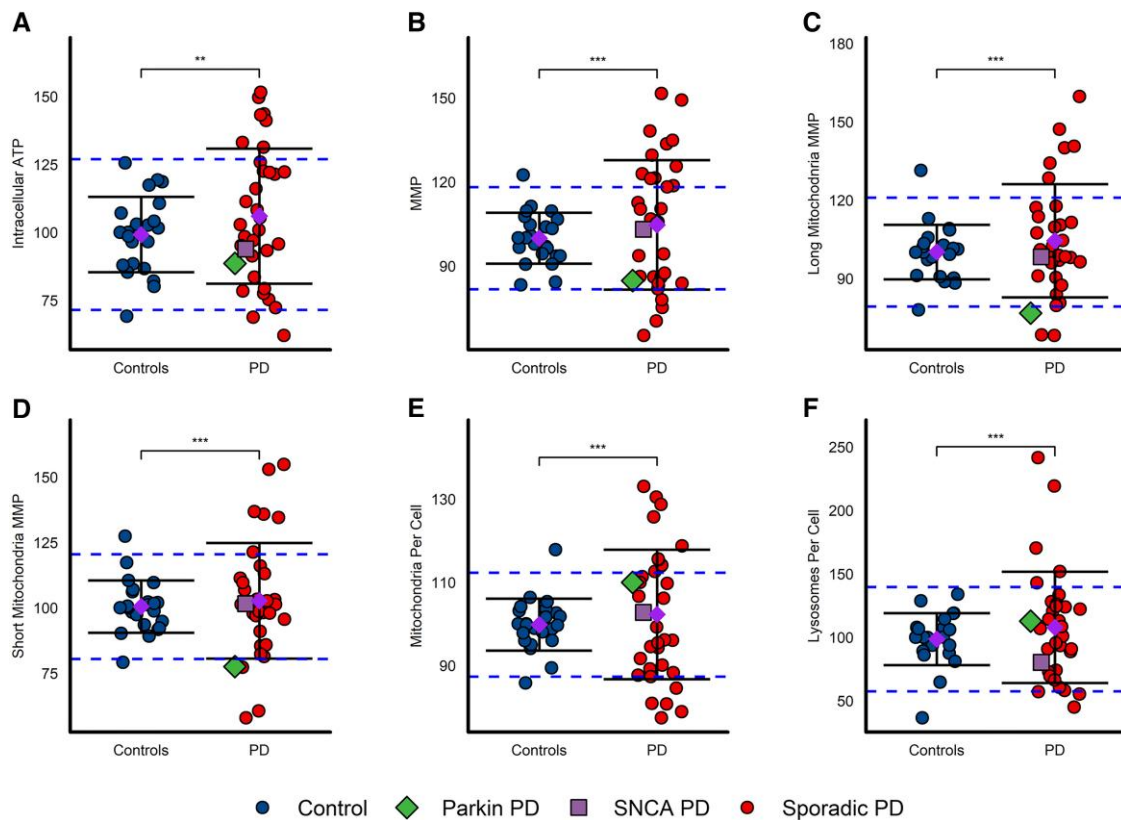 A
Intracellular ATP
150
125
100
75
**
Controls
PD
B
MMP
150
120
90
***
Controls
PD
C
Long Mitochodnria MMP
180
150
120
90
***
Controls
PD
D
Short Mitochondria MMP
150
125
100
75
***
Controls
PD
E
Mitochondria Per Cell
130
110
90
***
Controls
PD
F
Lysosomes Per Cell
250
200
150
100
50
***
Controls
PD
Control Parkin PD SNCA PD Sporadic PD